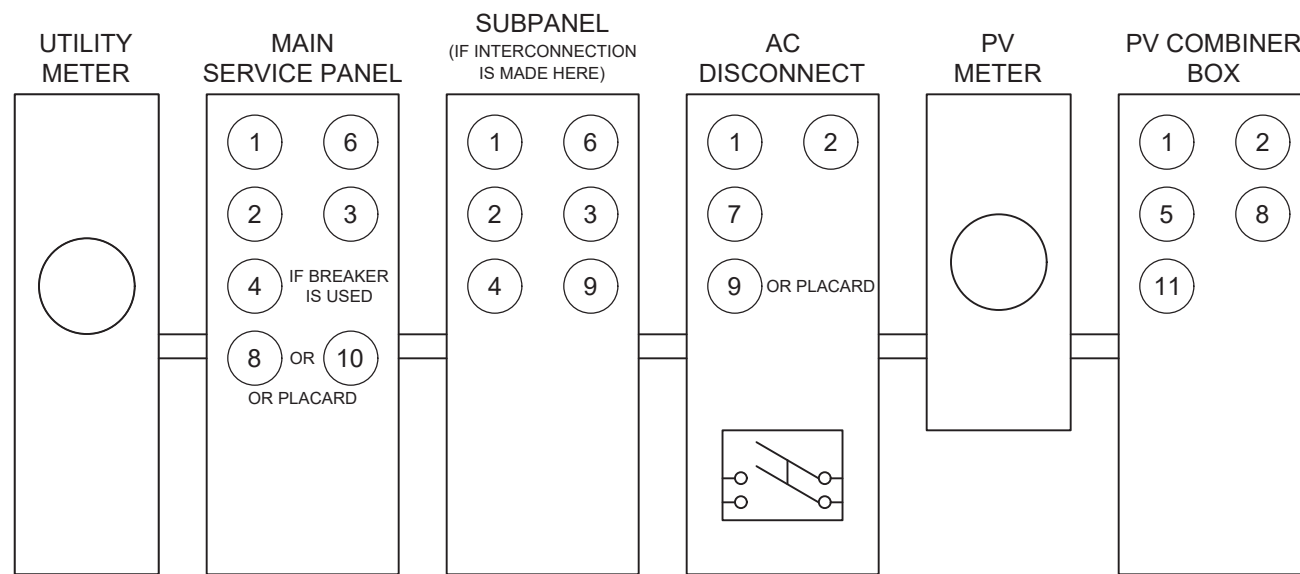 UTILITY
METER
MAIN
SERVICE PANEL
SUBPANEL
(IF INTERCONNECTION
IS MADE HERE)
AC
DISCONNECT
PV
METER
PV COMBINER
BOX
1 6
2 3
4 IF BREAKER
IS USED
8 OR 10
OR PLACARD
1 6
2 3
4 9
1 2
7
9 OR PLACARD
1 2
5 8
11